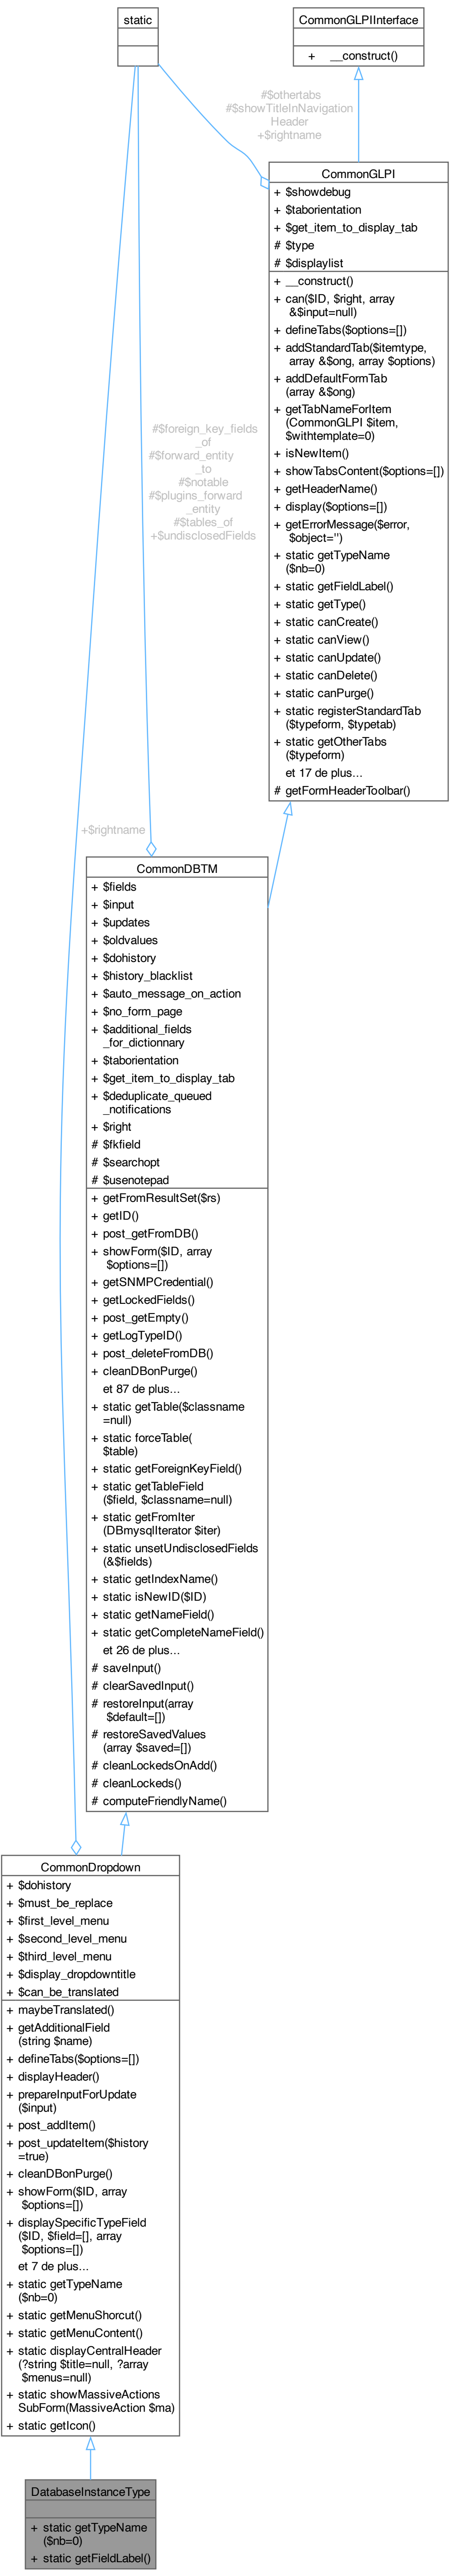 static
CommonGLPIInterface
+ __construct()
#$othertabs
#$showTitleInNavigation
Header
+$rightname
CommonGLPI
+ $showdebug
+ $taborientation
+ $get_item_to_display_tab
# $type
# $displaylist
+ __construct()
+ can($ID, $right, array
&$input=null)
+ defineTabs($options=[])
+ addStandardTab($itemtype,
array &$ong, array $options)
+ addDefaultFormTab
(array &$ong)
+ getTabNameForItem
(CommonGLPI $item,
$withtemplate=0)
+ isNewItem()
+ showTabsContent($options=[])
+ getHeaderName()
+ display($options=[])
+ getErrorMessage($error,
$object='')
+ static getTypeName
($nb=0)
+ static getFieldLabel()
+ static getType()
+ static canCreate()
+ static canView()
+ static canUpdate()
+ static canDelete()
+ static canPurge()
+ static registerStandardTab
($typeform, $typetab)
+ static getOtherTabs
($typeform)
et 17 de plus...
# getFormHeaderToolbar()
#$foreign_key_fields
_of
#$forward_entity
_to
#$notable
#$plugins_forward
_entity
#$tables_of
+$undisclosedFields
+$rightname
CommonDBTM
+ $fields
+ $input
+ $updates
+ $oldvalues
+ $dohistory
+ $history_blacklist
+ $auto_message_on_action
+ $no_form_page
+ $additional_fields
_for_dictionnary
+ $taborientation
+ $get_item_to_display_tab
+ $deduplicate_queued
_notifications
+ $right
# $fkfield
# $searchopt
# $usenotepad
+ getFromResultSet($rs)
+ getID()
+ post_getFromDB()
+ showForm($ID, array
$options=[])
+ getSNMPCredential()
+ getLockedFields()
+ post_getEmpty()
+ getLogTypeID()
+ post_deleteFromDB()
+ cleanDBonPurge()
et 87 de plus...
+ static getTable($classname
=null)
+ static forceTable(
$table)
+ static getForeignKeyField()
+ static getTableField
($field, $classname=null)
+ static getFromIter
(DBmysqlIterator $iter)
+ static unsetUndisclosedFields
(&$fields)
+ static getIndexName()
+ static isNewID($ID)
+ static getNameField()
+ static getCompleteNameField()
et 26 de plus...
# saveInput()
# clearSavedInput()
# restoreInput(array
$default=[])
# restoreSavedValues
(array $saved=[])
# cleanLockedsOnAdd()
# cleanLockeds()
# computeFriendlyName()
CommonDropdown
+ $dohistory
+ $must_be_replace
+ $first_level_menu
+ $second_level_menu
+ $third_level_menu
+ $display_dropdowntitle
+ $can_be_translated
+ maybeTranslated()
+ getAdditionalField
(string $name)
+ defineTabs($options=[])
+ displayHeader()
+ prepareInputForUpdate
($input)
+ post_addItem()
+ post_updateItem($history
=true)
+ cleanDBonPurge()
+ showForm($ID, array
$options=[])
+ displaySpecificTypeField
($ID, $field=[], array
$options=[])
et 7 de plus...
+ static getTypeName
($nb=0)
+ static getMenuShorcut()
+ static getMenuContent()
+ static displayCentralHeader
(?string $title=null, ?array
$menus=null)
+ static showMassiveActions
SubForm(MassiveAction $ma)
+ static getIcon()
DatabaseInstanceType
+ static getTypeName
($nb=0)
+ static getFieldLabel()